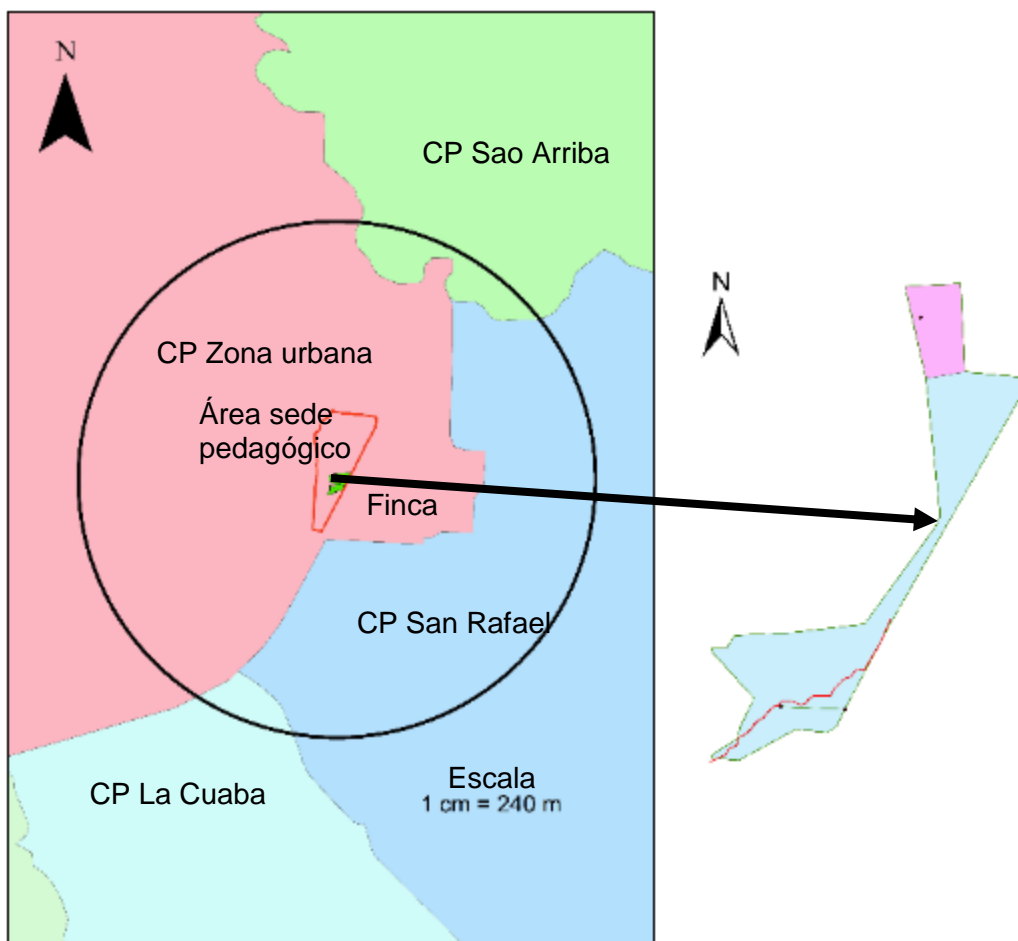 N
CP Sao Arriba
N
CP Zona urbana
Área sede
pedagógico
Finca
CP San Rafael
Escala
1 cm = 240 m
CP La Cuaba